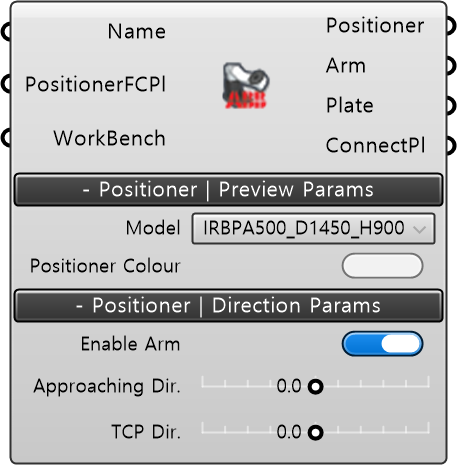 Name
PositionerFCPl
WorkBench
ABB
Positioner
Arm
Plate
ConnectPl
- Positioner | Preview Params
Model IRBPA500_D1450_H900
Positioner Colour
- Positioner | Direction Params
Enable Arm
Approaching Dir. 0.0
TCP Dir. 0.0